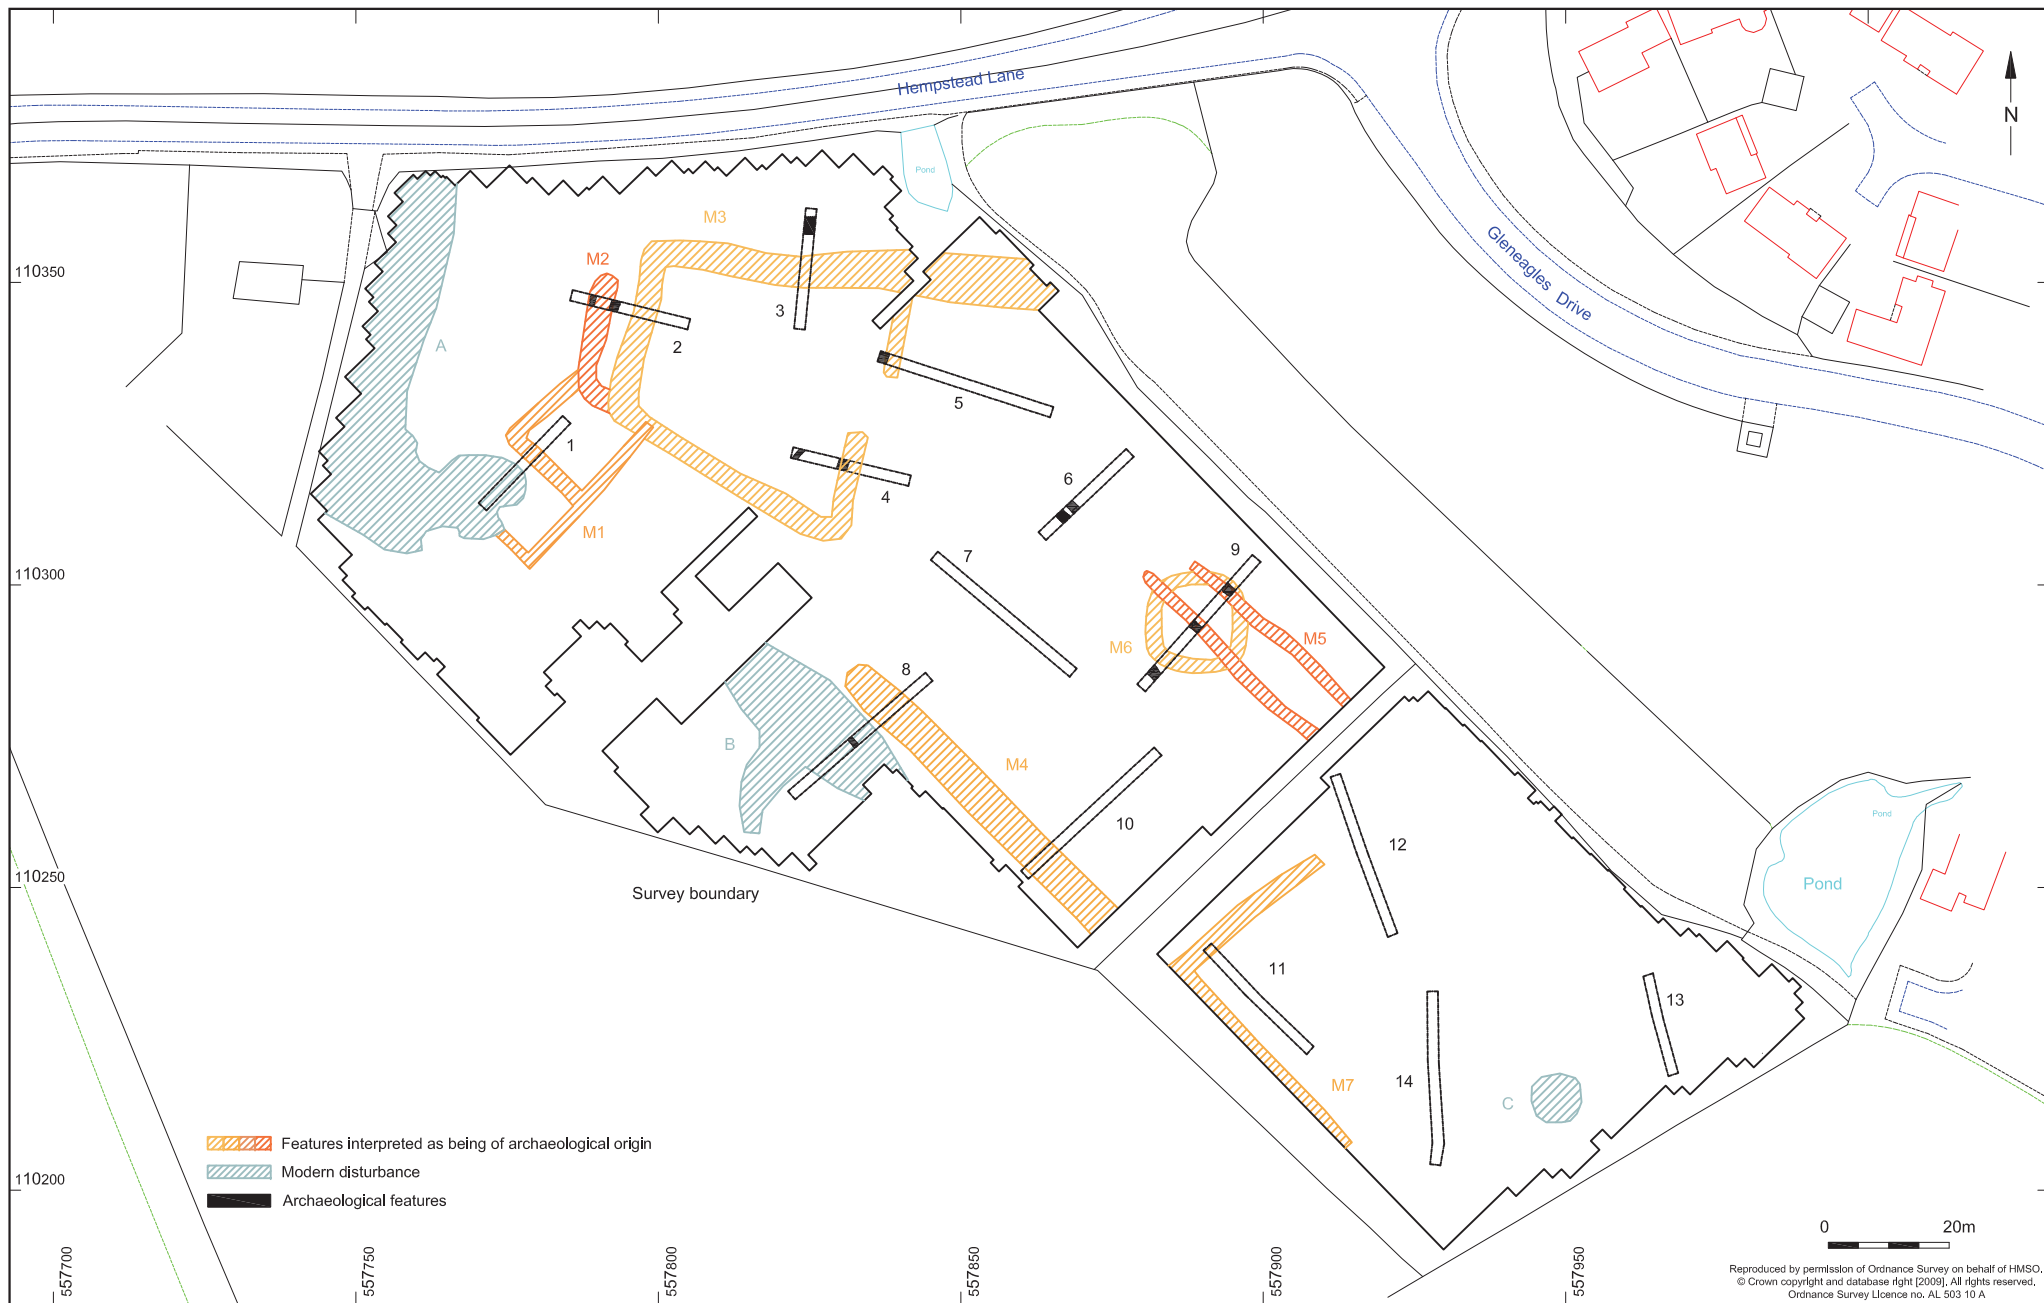 Hempstead Lane
N
Pond
M3
Gleneagles Drive
M2
110350
3
2
A
5
1
4
6
M1
110300
7
9
M5
M6
8
B
M4
10
12
Pond
Pond
110250
Survey boundary
11
13
14
M7
C
Features interpreted as being of archaeological origin
Modern disturbance
Archaeological features
110200
0 20m
557700
557750
557800
557850
557900
557950
Reproduced by permission of Ordnance Survey on behalf of HMSO.
© Crown copyright and database right [2009]. All rights reserved.
Ordnance Survey Licence no. AL 503 10 A